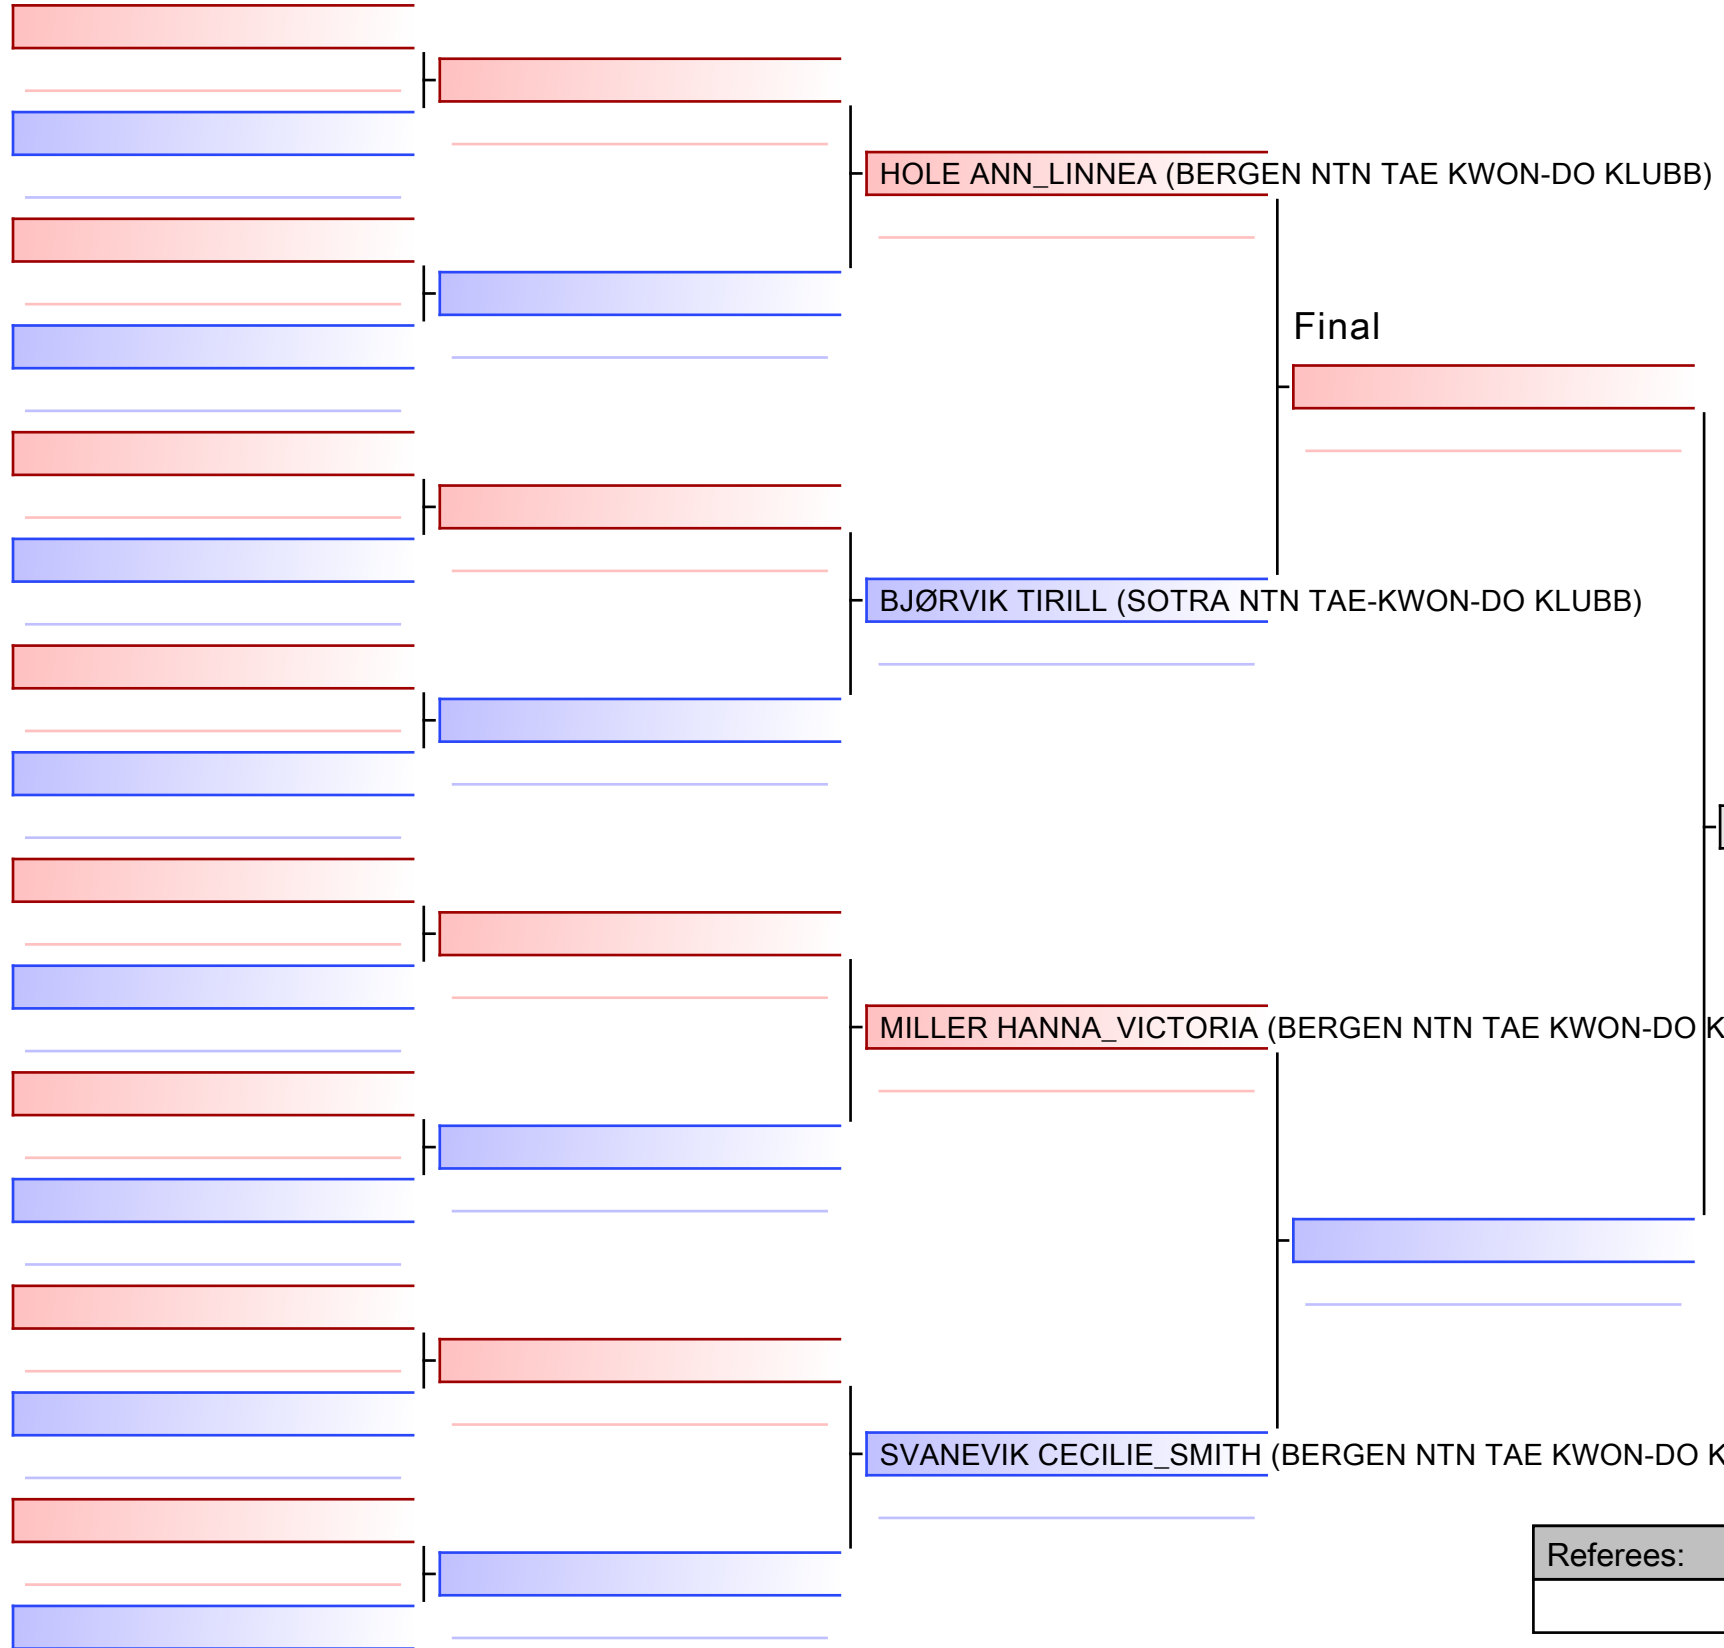 HOLE ANN_LINNEA (BERGEN NTN TAE KWON-DO KLUBB)
Final
BJØRVIK TIRILL (SOTRA NTN TAE-KWON-DO KLUBB)
MILLER HANNA_VICTORIA (BERGEN NTN TAE KWON-DO K
SVANEVIK CECILIE_SMITH (BERGEN NTN TAE KWON-DO K
Referees: